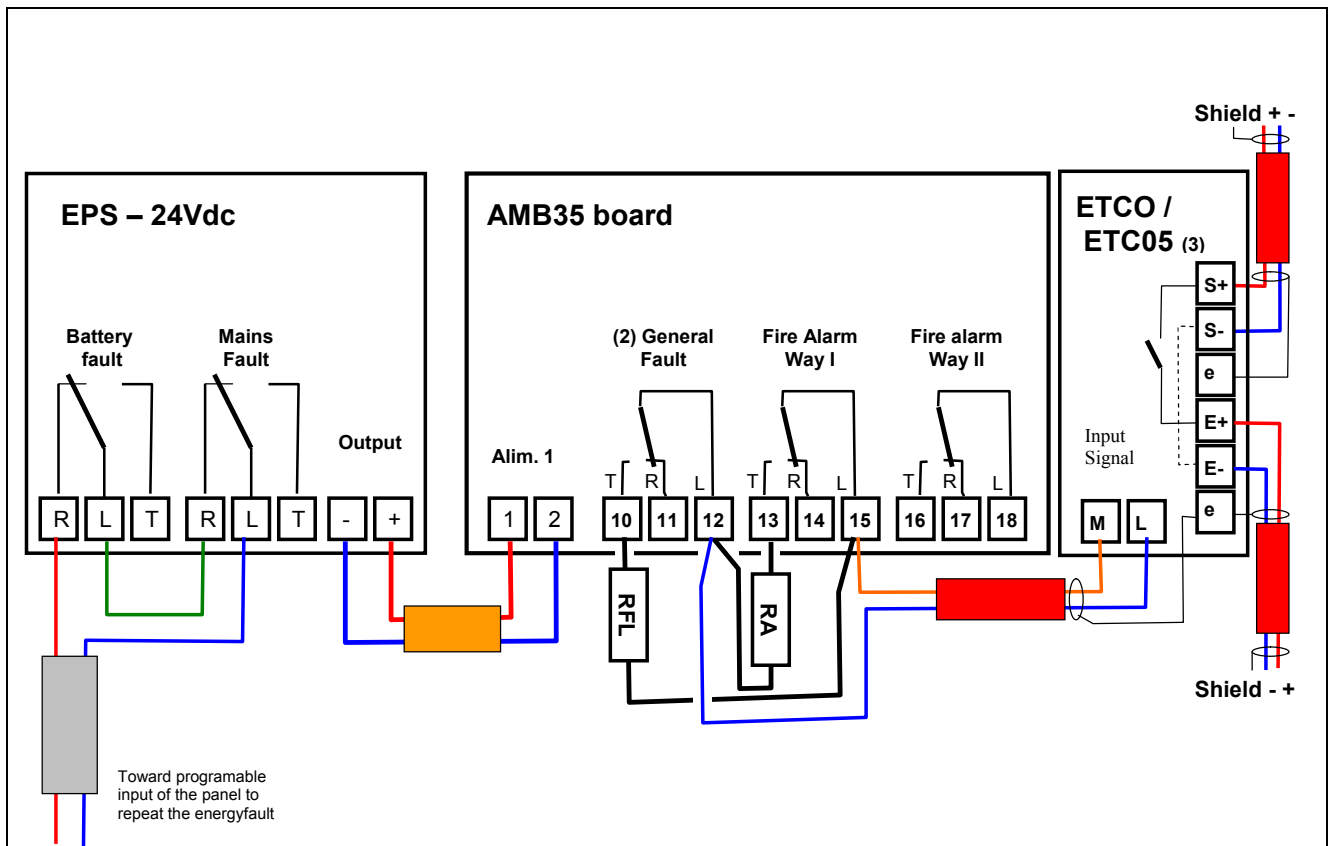 Shield + -
EPS – 24Vdc
AMB35 board
ETCO /
ETC05 (3)
Battery
fault
Mains
Fault
Output
Alim. 1
(2) General
Fault
Fire Alarm
Way I
Fire alarm
Way II
Input
Signal
S+
S-
e
E+
E-
e
T R L
T R L
T R L
R L T R L T - +
1 2
10 11 12 13 14 15 16 17 18
M L
RFL
RA
Shield - +
Toward programable
input of the panel to
repeat the energyfault